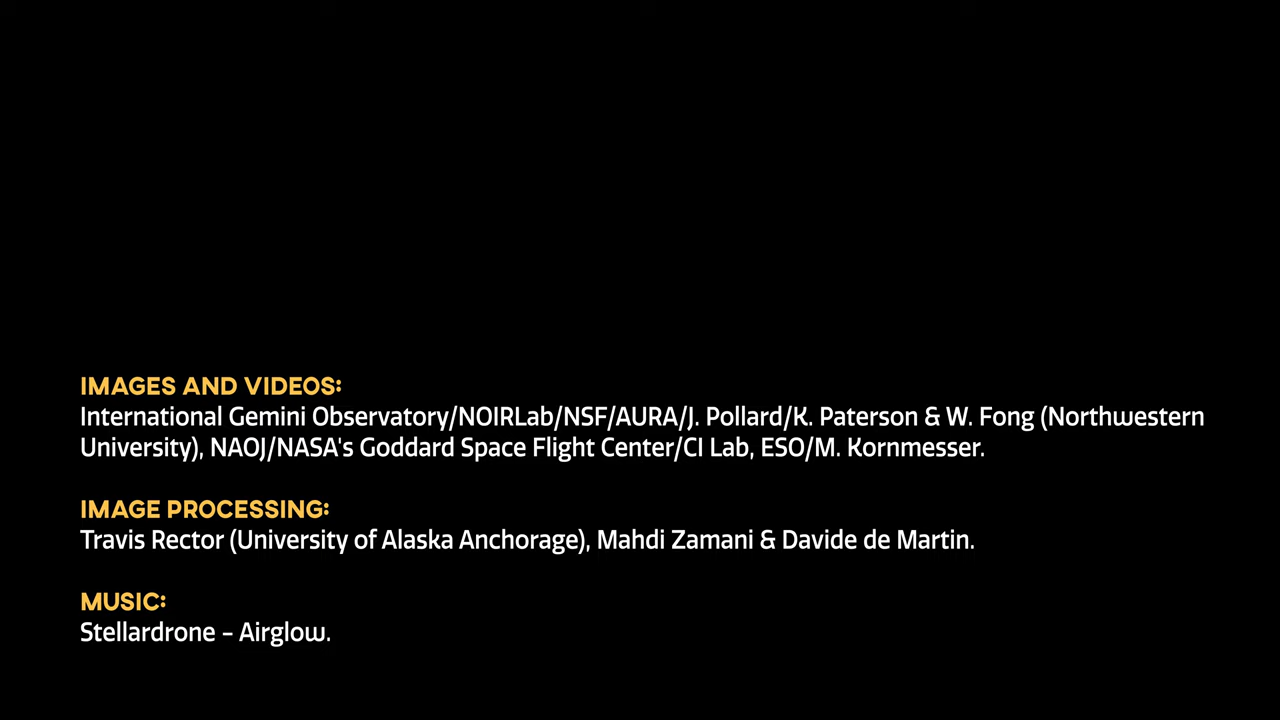 IMAGES AND VIDEOS:
International Gemini Observatory/NOIRLab/NSF/AURA/J. Pollard/K. Paterson & W. Fong (Northwestern
University), NAOJ/NASA's Goddard Space Flight Center/CI Lab, ESO/M. Kornmesser.
IMAGE PROCESSING:
Travis Rector (University of Alaska Anchorage), Mahdi Zamani & Davide de Martin.
MUSIC:
Stellardrone - Airglow.